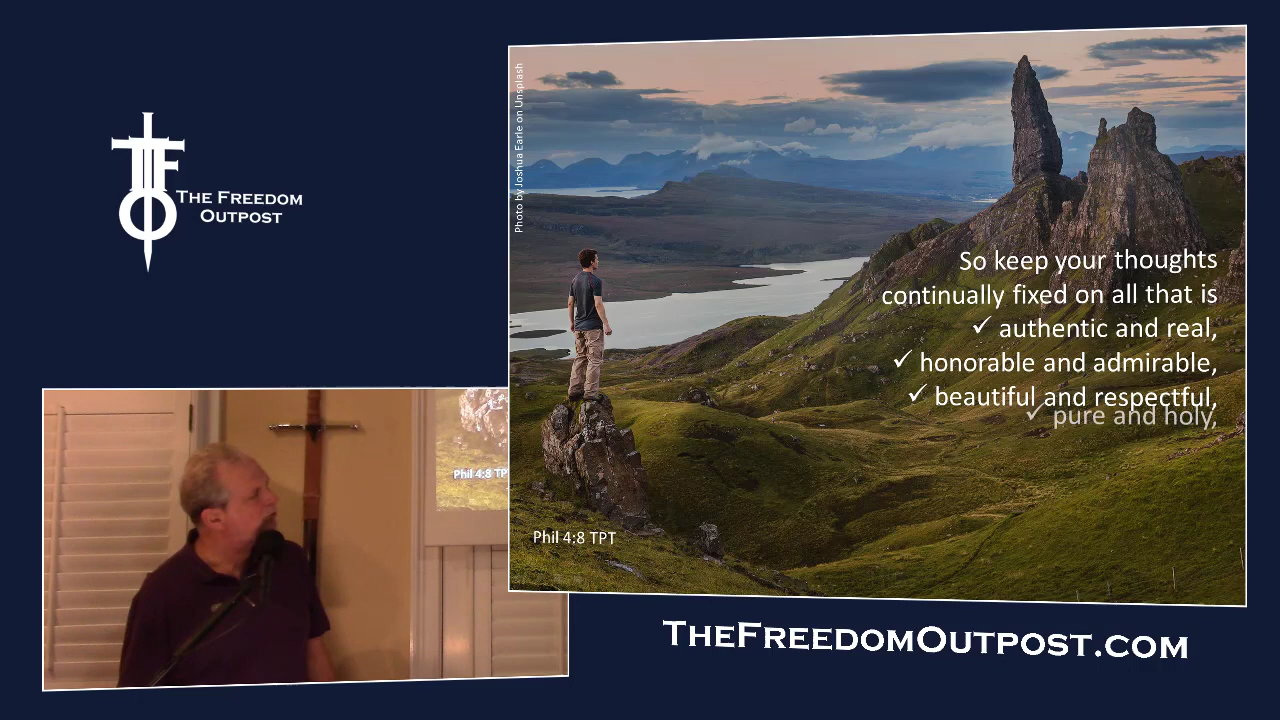 TF
The Freedom
Outpost
Photo by Joshua Earle on Unsplash
So keep your thoughts
continually fixed on all that is
✓ authentic and real,
✓ honorable and admirable,
✓ beautiful and respectful,
✓ pure and holy,
Phil 4:8 TPT
Phil 4:8 TP
TheFreedomOutpost.com